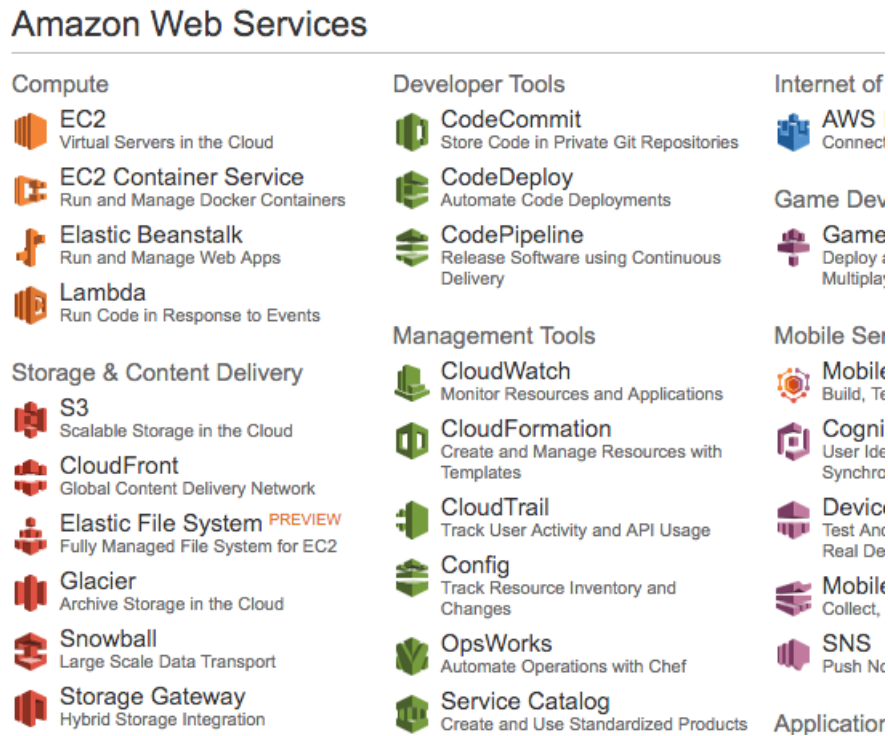 Amazon Web Services
Compute
EC2
Virtual Servers in the Cloud
EC2 Container Service
Run and Manage Docker Containers
Elastic Beanstalk
Run and Manage Web Apps
Lambda
Run Code in Response to Events
Storage & Content Delivery
S3
Scalable Storage in the Cloud
CloudFront
Global Content Delivery Network
Elastic File System PREVIEW
Fully Managed File System for EC2
Glacier
Archive Storage in the Cloud
Snowball
Large Scale Data Transport
Storage Gateway
Hybrid Storage Integration
Developer Tools
CodeCommit
Store Code in Private Git Repositories
CodeDeploy
Automate Code Deployments
CodePipeline
Release Software using Continuous
Delivery
Management Tools
CloudWatch
Monitor Resources and Applications
CloudFormation
Create and Manage Resources with
Templates
CloudTrail
Track User Activity and API Usage
Config
Track Resource Inventory and
Changes
OpsWorks
Automate Operations with Chef
Service Catalog
Create and Use Standardized Products
Internet of
AWS
Connect
Game Dev
Game
Deploy
Multiplay
Mobile Ser
Mobile
Build, Te
Cogni
User Ide
Synchro
Device
Test And
Real De
Mobile
Collect,
SNS
Push No
Application